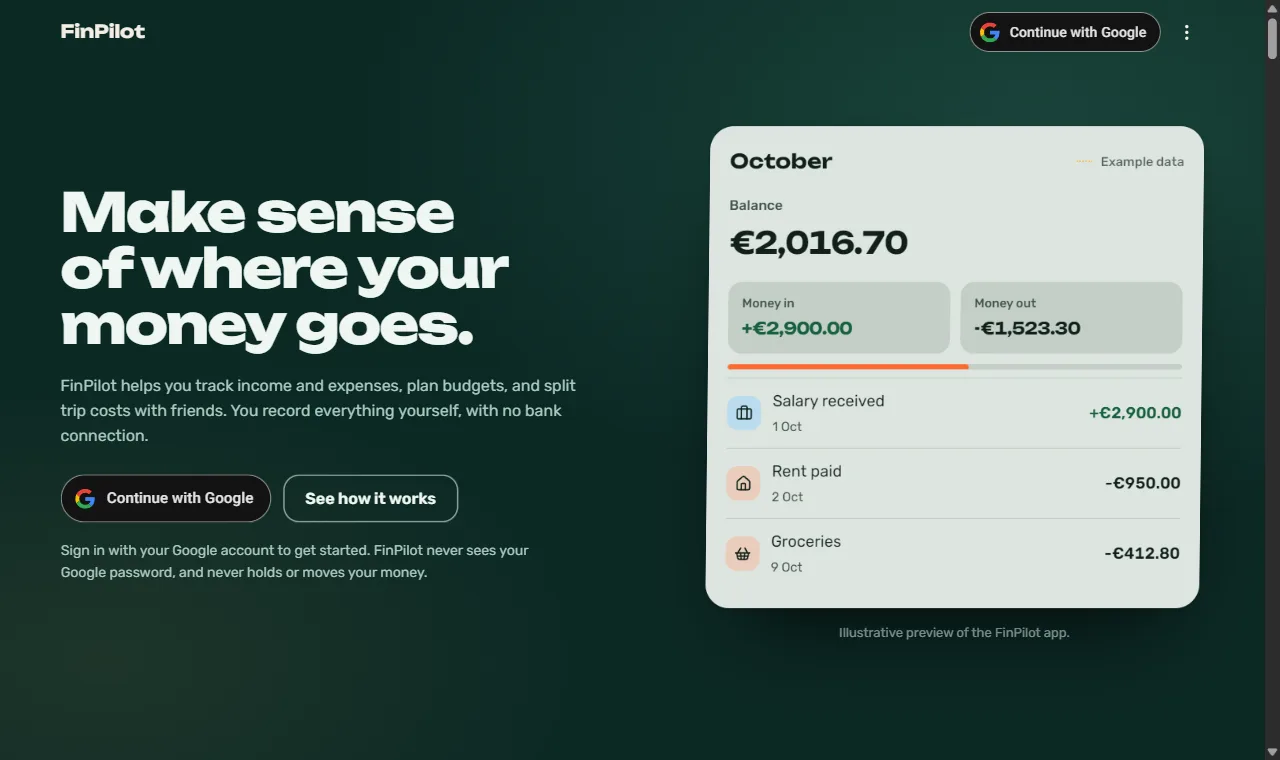 FinPilot
Continue with Google
Make sense
of where your
money goes.
FinPilot helps you track income and expenses, plan budgets, and split
trip costs with friends. You record everything yourself, with no bank
connection.
Continue with Google
See how it works
Sign in with your Google account to get started. FinPilot never sees your
Google password, and never holds or moves your money.
October
Example data
Balance
€2,016.70
Money in
+€2,900.00
Money out
-€1,523.30
Salary received
1 Oct
+€2,900.00
Rent paid
2 Oct
-€950.00
Groceries
9 Oct
-€412.80
Illustrative preview of the FinPilot app.